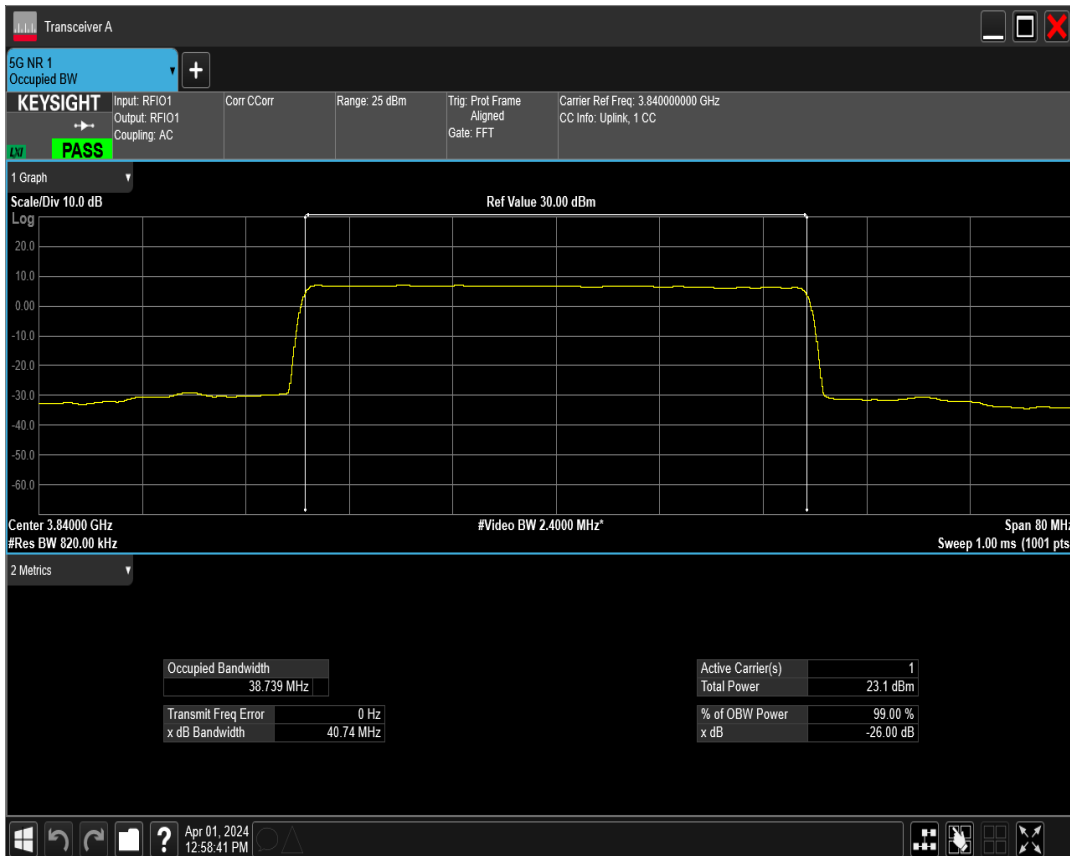 Transceiver A
5G NR 1
Occupied BW
+
KEYSIGHT
Input: RFIO1
Output: RFIO1
Coupling: AC
Corr CCorr
Range: 25 dBm
Trig: Prot Frame
Aligned
Gate: FFT
Carrier Ref Freq: 3.840000000 GHz
CC Info: Uplink, 1 CC
LXI
PASS
1 Graph
Scale/Div 10.0 dB
Ref Value 30.00 dBm
Log
20.0
10.0
0.00
-10.0
-20.0
-30.0
-40.0
-50.0
-60.0
Center 3.84000 GHz
#Video BW 2.4000 MHz*
Span 80 MHz
#Res BW 820.00 kHz
Sweep 1.00 ms (1001 pts
2 Metrics
Occupied Bandwidth
38.739 MHz
Transmit Freq Error 0 Hz
x dB Bandwidth 40.74 MHz
Active Carrier(s) 1
Total Power 23.1 dBm
% of OBW Power 99.00 %
x dB -26.00 dB
?
Apr 01, 2024
12:58:41 PM